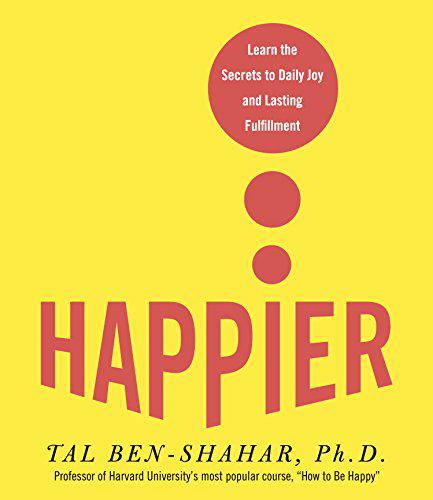 Learn the
Secrets to Daily Joy
and Lasting
Fulfillment
HAPPIER
TAL BEN-SHAHAR, Ph.D.
Professor of Harvard University's most popular course, "How to Be Happy"